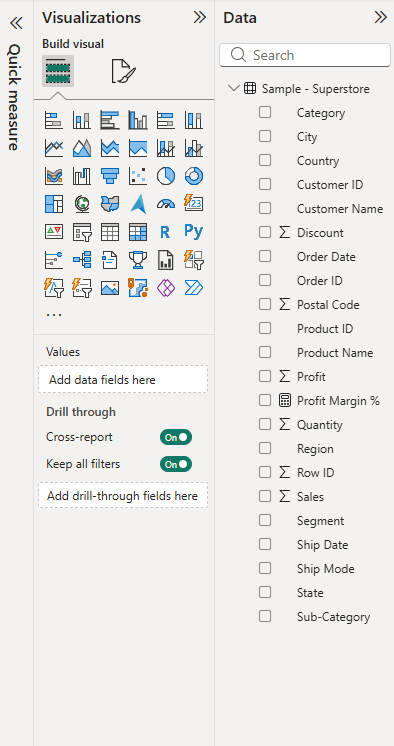 Quick measure
Visualizations
Build visual
123
R
Py
...
Values
Add data fields here
Drill through
Cross-report
On
Keep all filters
On
Add drill-through fields here
Data
Search
Sample - Superstore
Category
City
Country
Customer ID
Customer Name
Σ Discount
Order Date
Order ID
Σ Postal Code
Product ID
Product Name
Σ Profit
Profit Margin %
Σ Quantity
Region
Σ Row ID
Σ Sales
Segment
Ship Date
Ship Mode
State
Sub-Category